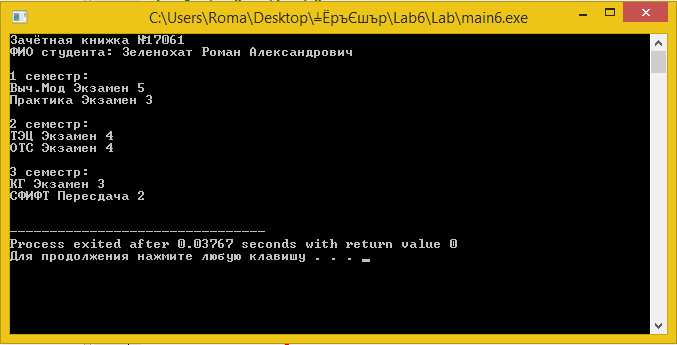 C:\Users\Roma\Desktop\╧ЁръЄшър\Lab6\Lab\main6.exe
Зачётная книжка №17061
ФИО студента: Зеленохат Роман Александрович
1 семестр:
Выч.Мод Экзамен 5
Практика Экзамен 3
2 семестр:
ТЭЦ Экзамен 4
ОТС Экзамен 4
3 семестр:
КГ Экзамен 3
СФИФТ Пересдача 2
--------------------------------
Process exited after 0.03767 seconds with return value 0
Для продолжения нажмите любую клавишу . . . _